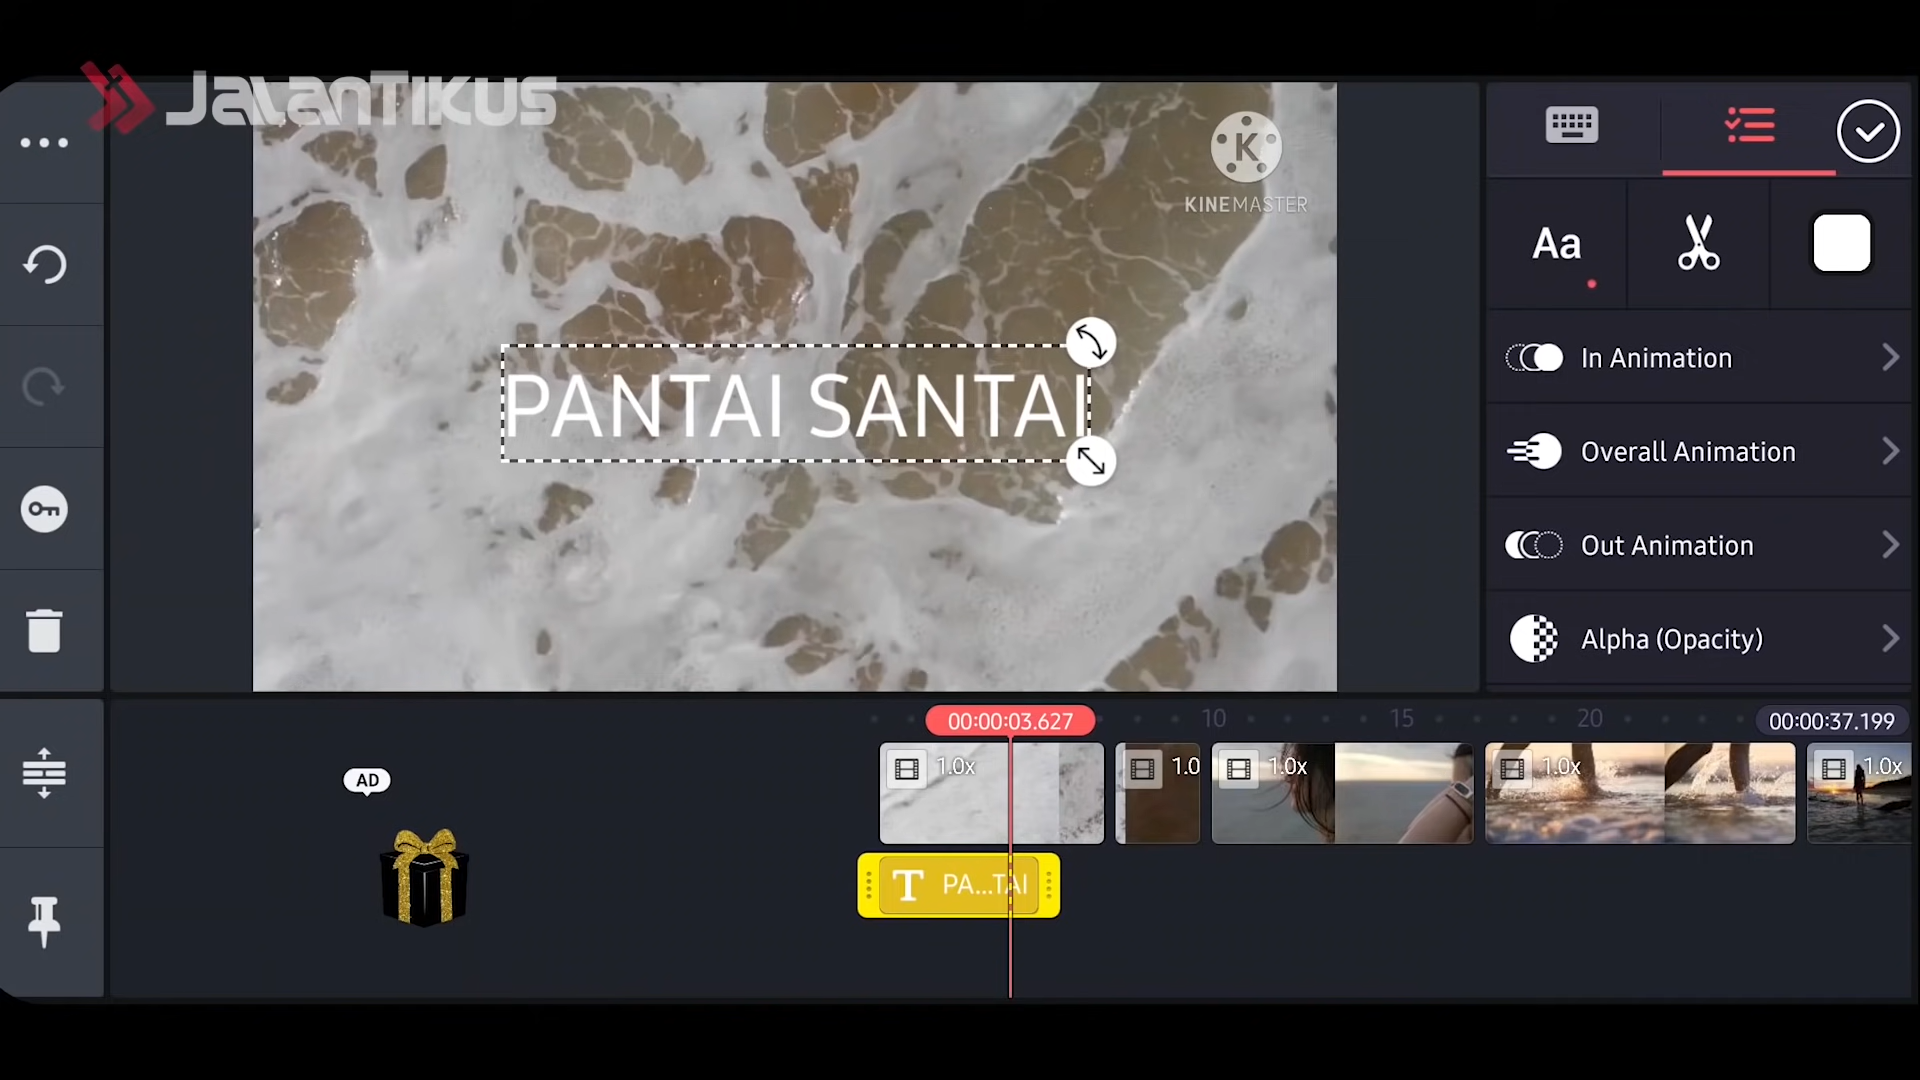 JALANTIKUS
K
KINEMASTER
PANTAI SANTAI
Aa
In Animation
Overall Animation
Out Animation
Alpha (Opacity)
00:00:03.627
10
15
20
00:00:37.199
1.0x
1.0
1.0x
1.0x
1.0x
AD
T PA...TAI